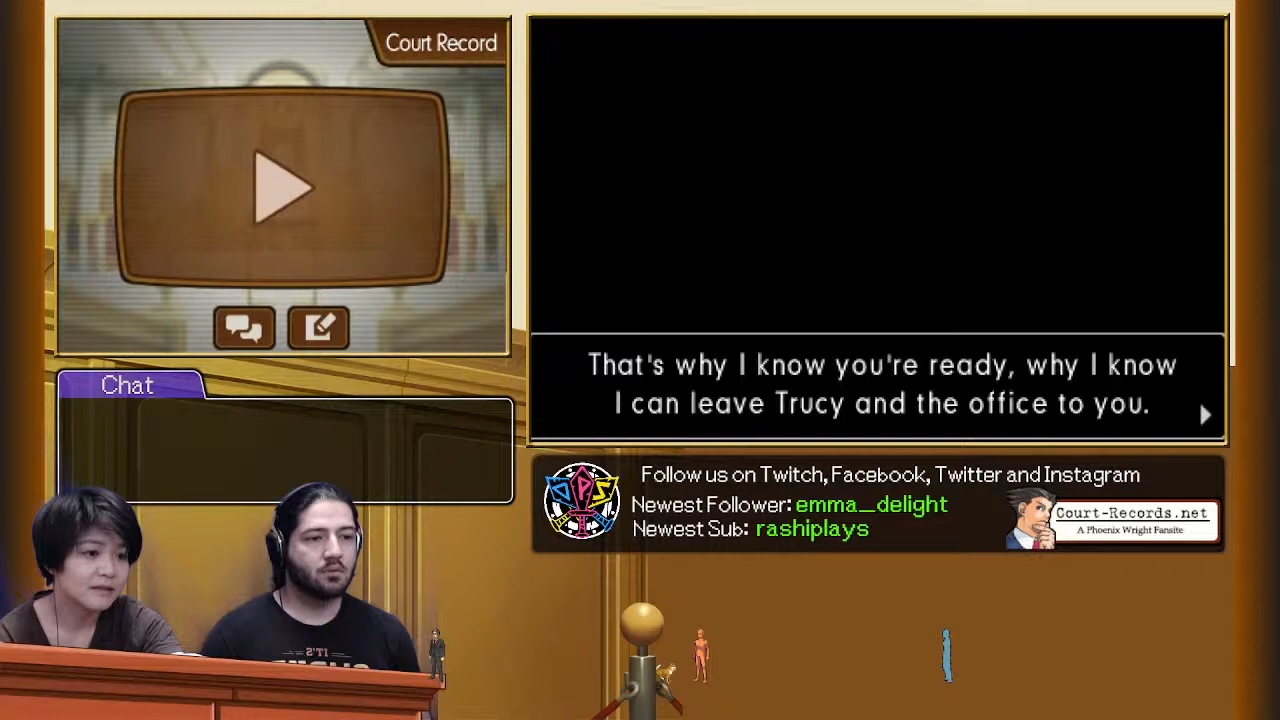 Court Record
That's why I know you're ready, why I know
I can leave Trucy and the office to you.
Chat
Follow us on Twitch, Facebook, Twitter and Instagram
Newest Follower: emma_delight
Newest Sub: rashiplays
Court-Records.net
A Phoenix Wright Fansite
IT'S